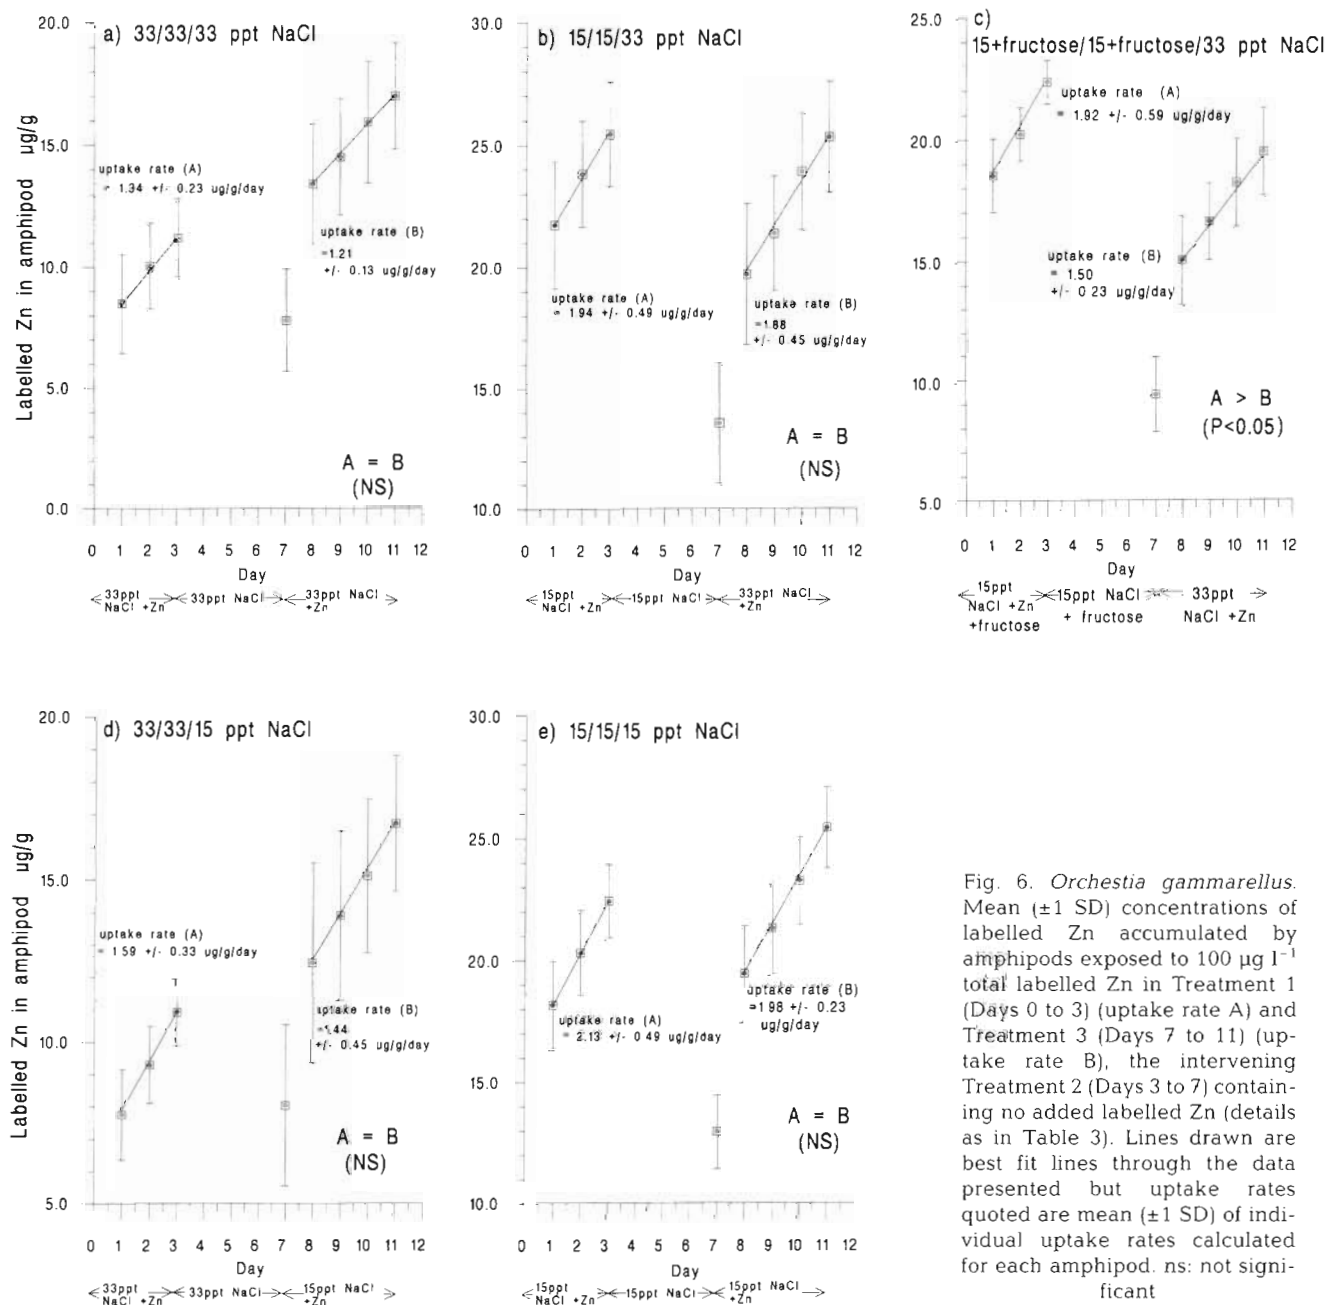 a) 33/33/33 ppt NaCl
Labelled Zn in amphipod µg/g
20.0
15.0
10.0
5.0
0.0
uptake rate (A)
= 1.34 +/- 0.23 ug/g/day
uptake rate (B)
=1.21
+/- 0.13 ug/g/day
A = B
(NS)
0 1 2 3 4 5 6 7 8 9 10 11 12
Day
33ppt NaCl +Zn
33ppt NaCl
33ppt NaCl +Zn
b) 15/15/33 ppt NaCl
30.0
25.0
20.0
15.0
10.0
uptake rate (A)
= 1.94 +/- 0.49 ug/g/day
uptake rate (B)
=1.88
+/- 0.45 ug/g/day
A = B
(NS)
0 1 2 3 4 5 6 7 8 9 10 11 12
Day
15ppt NaCl +Zn
15ppt NaCl
33ppt NaCl +Zn
c)
15+fructose/15+fructose/33 ppt NaCl
25.0
20.0
15.0
10.0
5.0
uptake rate (A)
= 1.92 +/- 0.59 ug/g/day
uptake rate (B)
= 1.50
+/- 0 23 ug/g/day
A > B
(P<0.05)
0 1 2 3 4 5 6 7 8 9 10 11 12
Day
15ppt NaCl +Zn +fructose
15ppt NaCl + fructose
33ppt NaCl +Zn
d) 33/33/15 ppt NaCl
Labelled Zn in amphipod µg/g
20.0
15.0
10.0
5.0
uptake rate (A)
= 1 59 +/- 0.33 ug/g/day
uptake rate (B)
=1.44
+/- 0.45 ug/g/day
A = B
(NS)
0 1 2 3 4 5 6 7 8 9 10 11 12
Day
33ppt NaCl +Zn
33ppt NaCl
15ppt NaCl +Zn
e) 15/15/15 ppt NaCl
30.0
25.0
20.0
15.0
10.0
uptake rate (A)
= 2.13 +/- 0 49 ug/g/day
uptake rate (B)
=1.98 +/- 0.23
ug/g/day
A = B
(NS)
0 1 2 3 4 5 6 7 8 9 10 11 12
Day
15ppt NaCl +Zn
15ppt NaCl
15ppt NaCl +Zn
Fig. 6. Orchestia gammarellus.
Mean (±1 SD) concentrations of
labelled Zn accumulated by
amphipods exposed to 100 µg l⁻¹
total labelled Zn in Treatment 1
(Days 0 to 3) (uptake rate A) and
Treatment 3 (Days 7 to 11) (up-
take rate B), the intervening
Treatment 2 (Days 3 to 7) contain-
ing no added labelled Zn (details
as in Table 3). Lines drawn are
best fit lines through the data
presented but uptake rates
quoted are mean (±1 SD) of indi-
vidual uptake rates calculated
for each amphipod. ns: not signi-
ficant